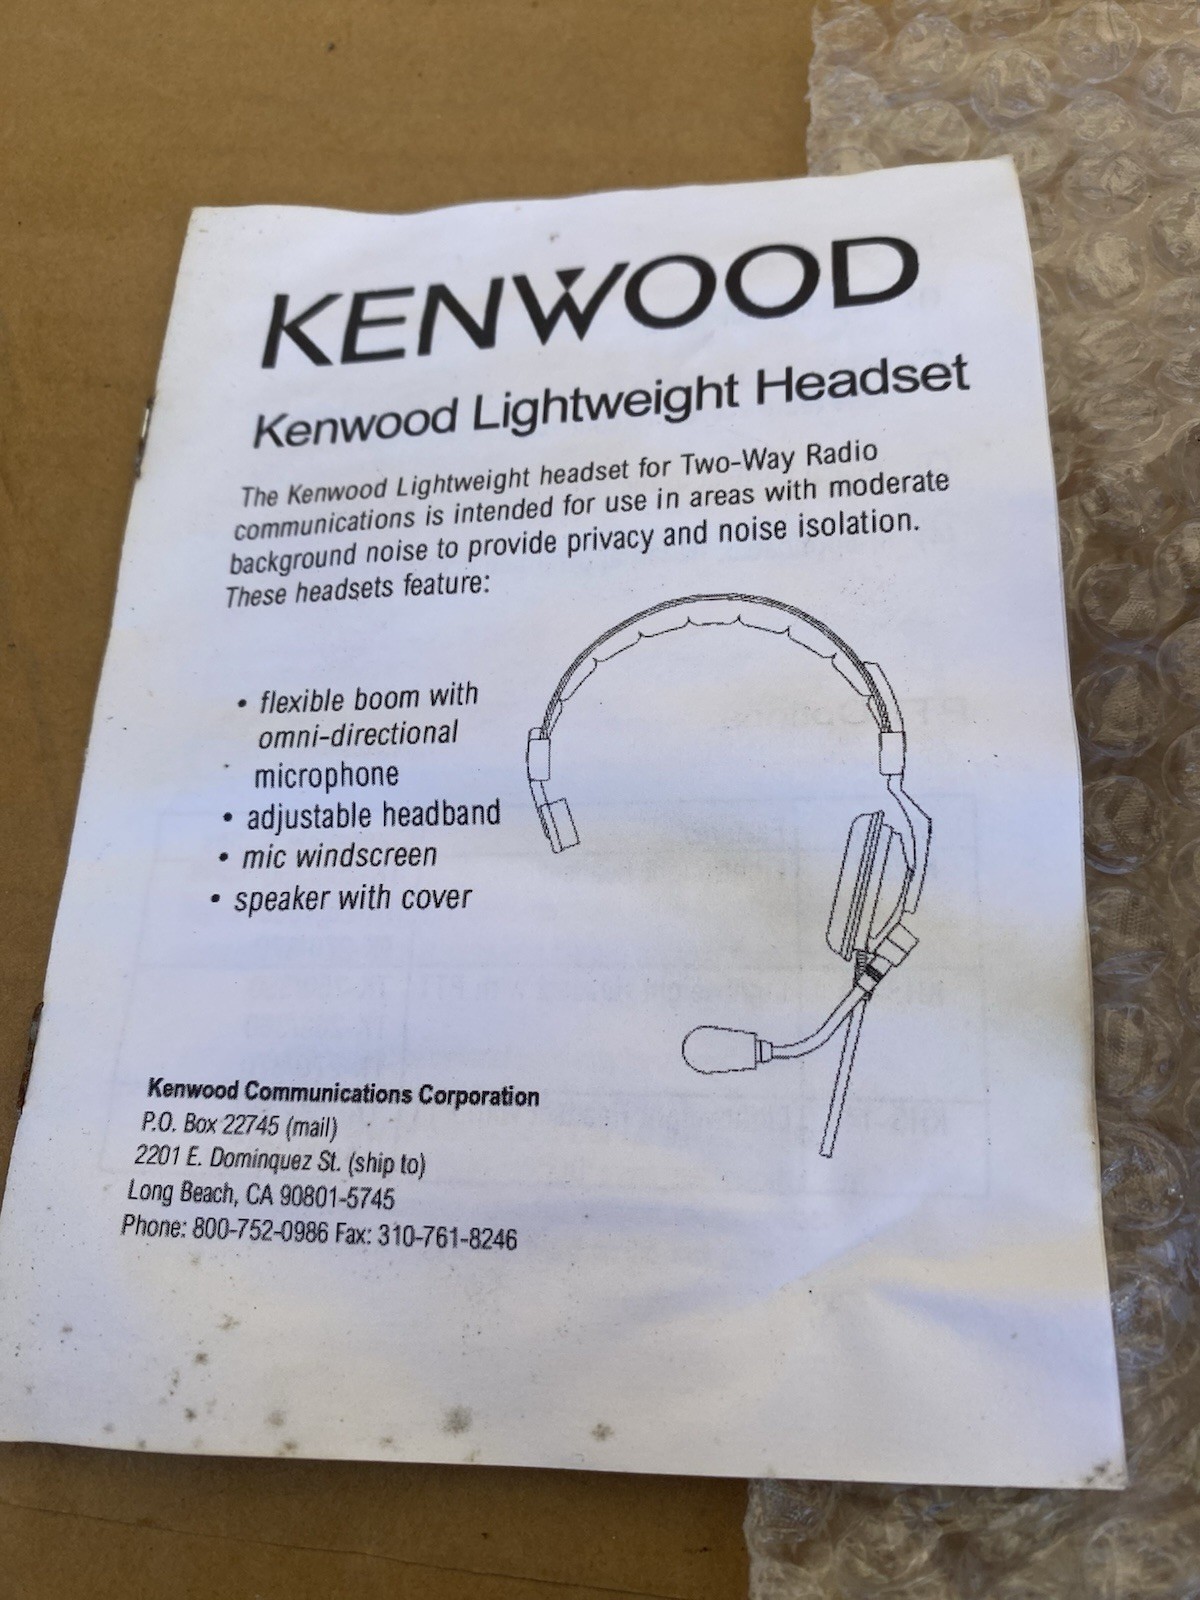 KENWOOD
Kenwood Lightweight Headset
The Kenwood Lightweight headset for Two-Way Radio
communications is intended for use in areas with moderate
background noise to provide privacy and noise isolation.
These headsets feature:
• flexible boom with
omni-directional
microphone
• adjustable headband
• mic windscreen
• speaker with cover
Kenwood Communications Corporation
P.O. Box 22745 (mail)
2201 E. Dominquez St. (ship to)
Long Beach, CA 90801-5745
Phone: 800-752-0986 Fax: 310-761-8246